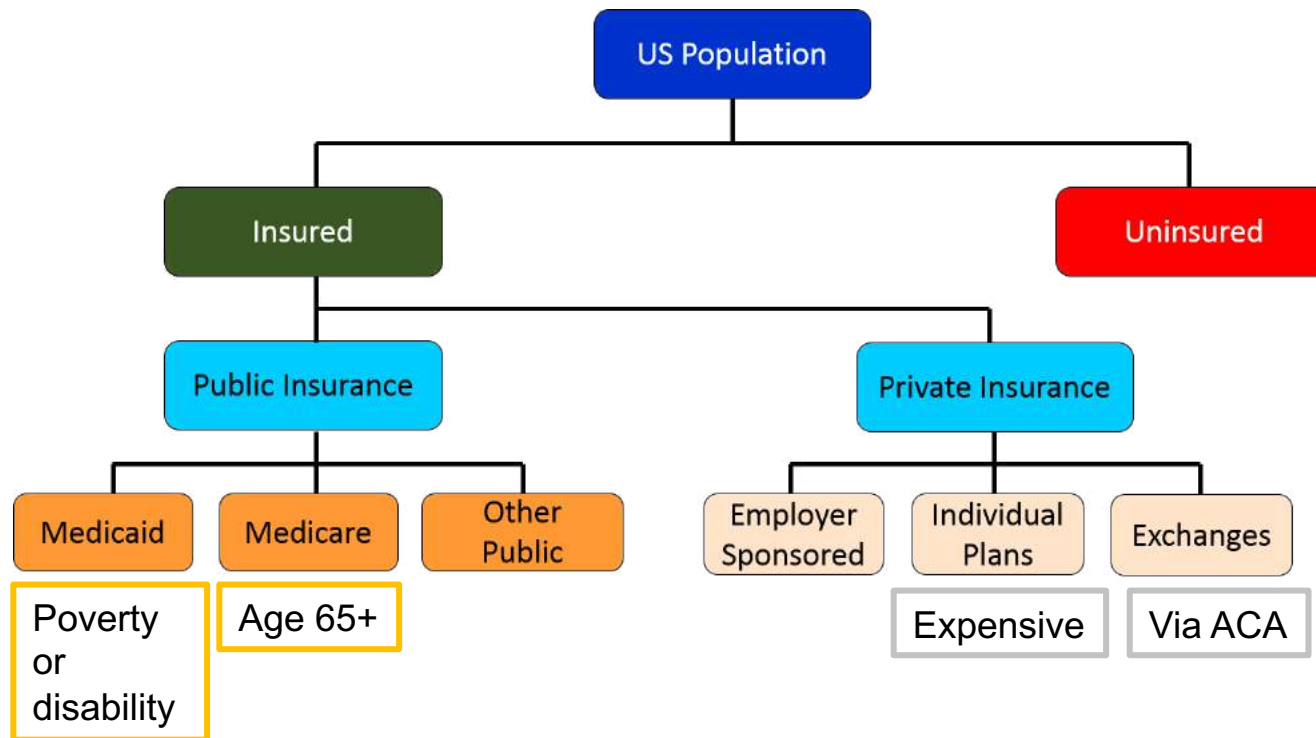 US Population
Insured
Uninsured
Public Insurance
Private Insurance
Medicaid
Medicare
Other
Public
Employer
Sponsored
Individual
Plans
Exchanges
Poverty
or
disability
Age 65+
Expensive
Via ACA